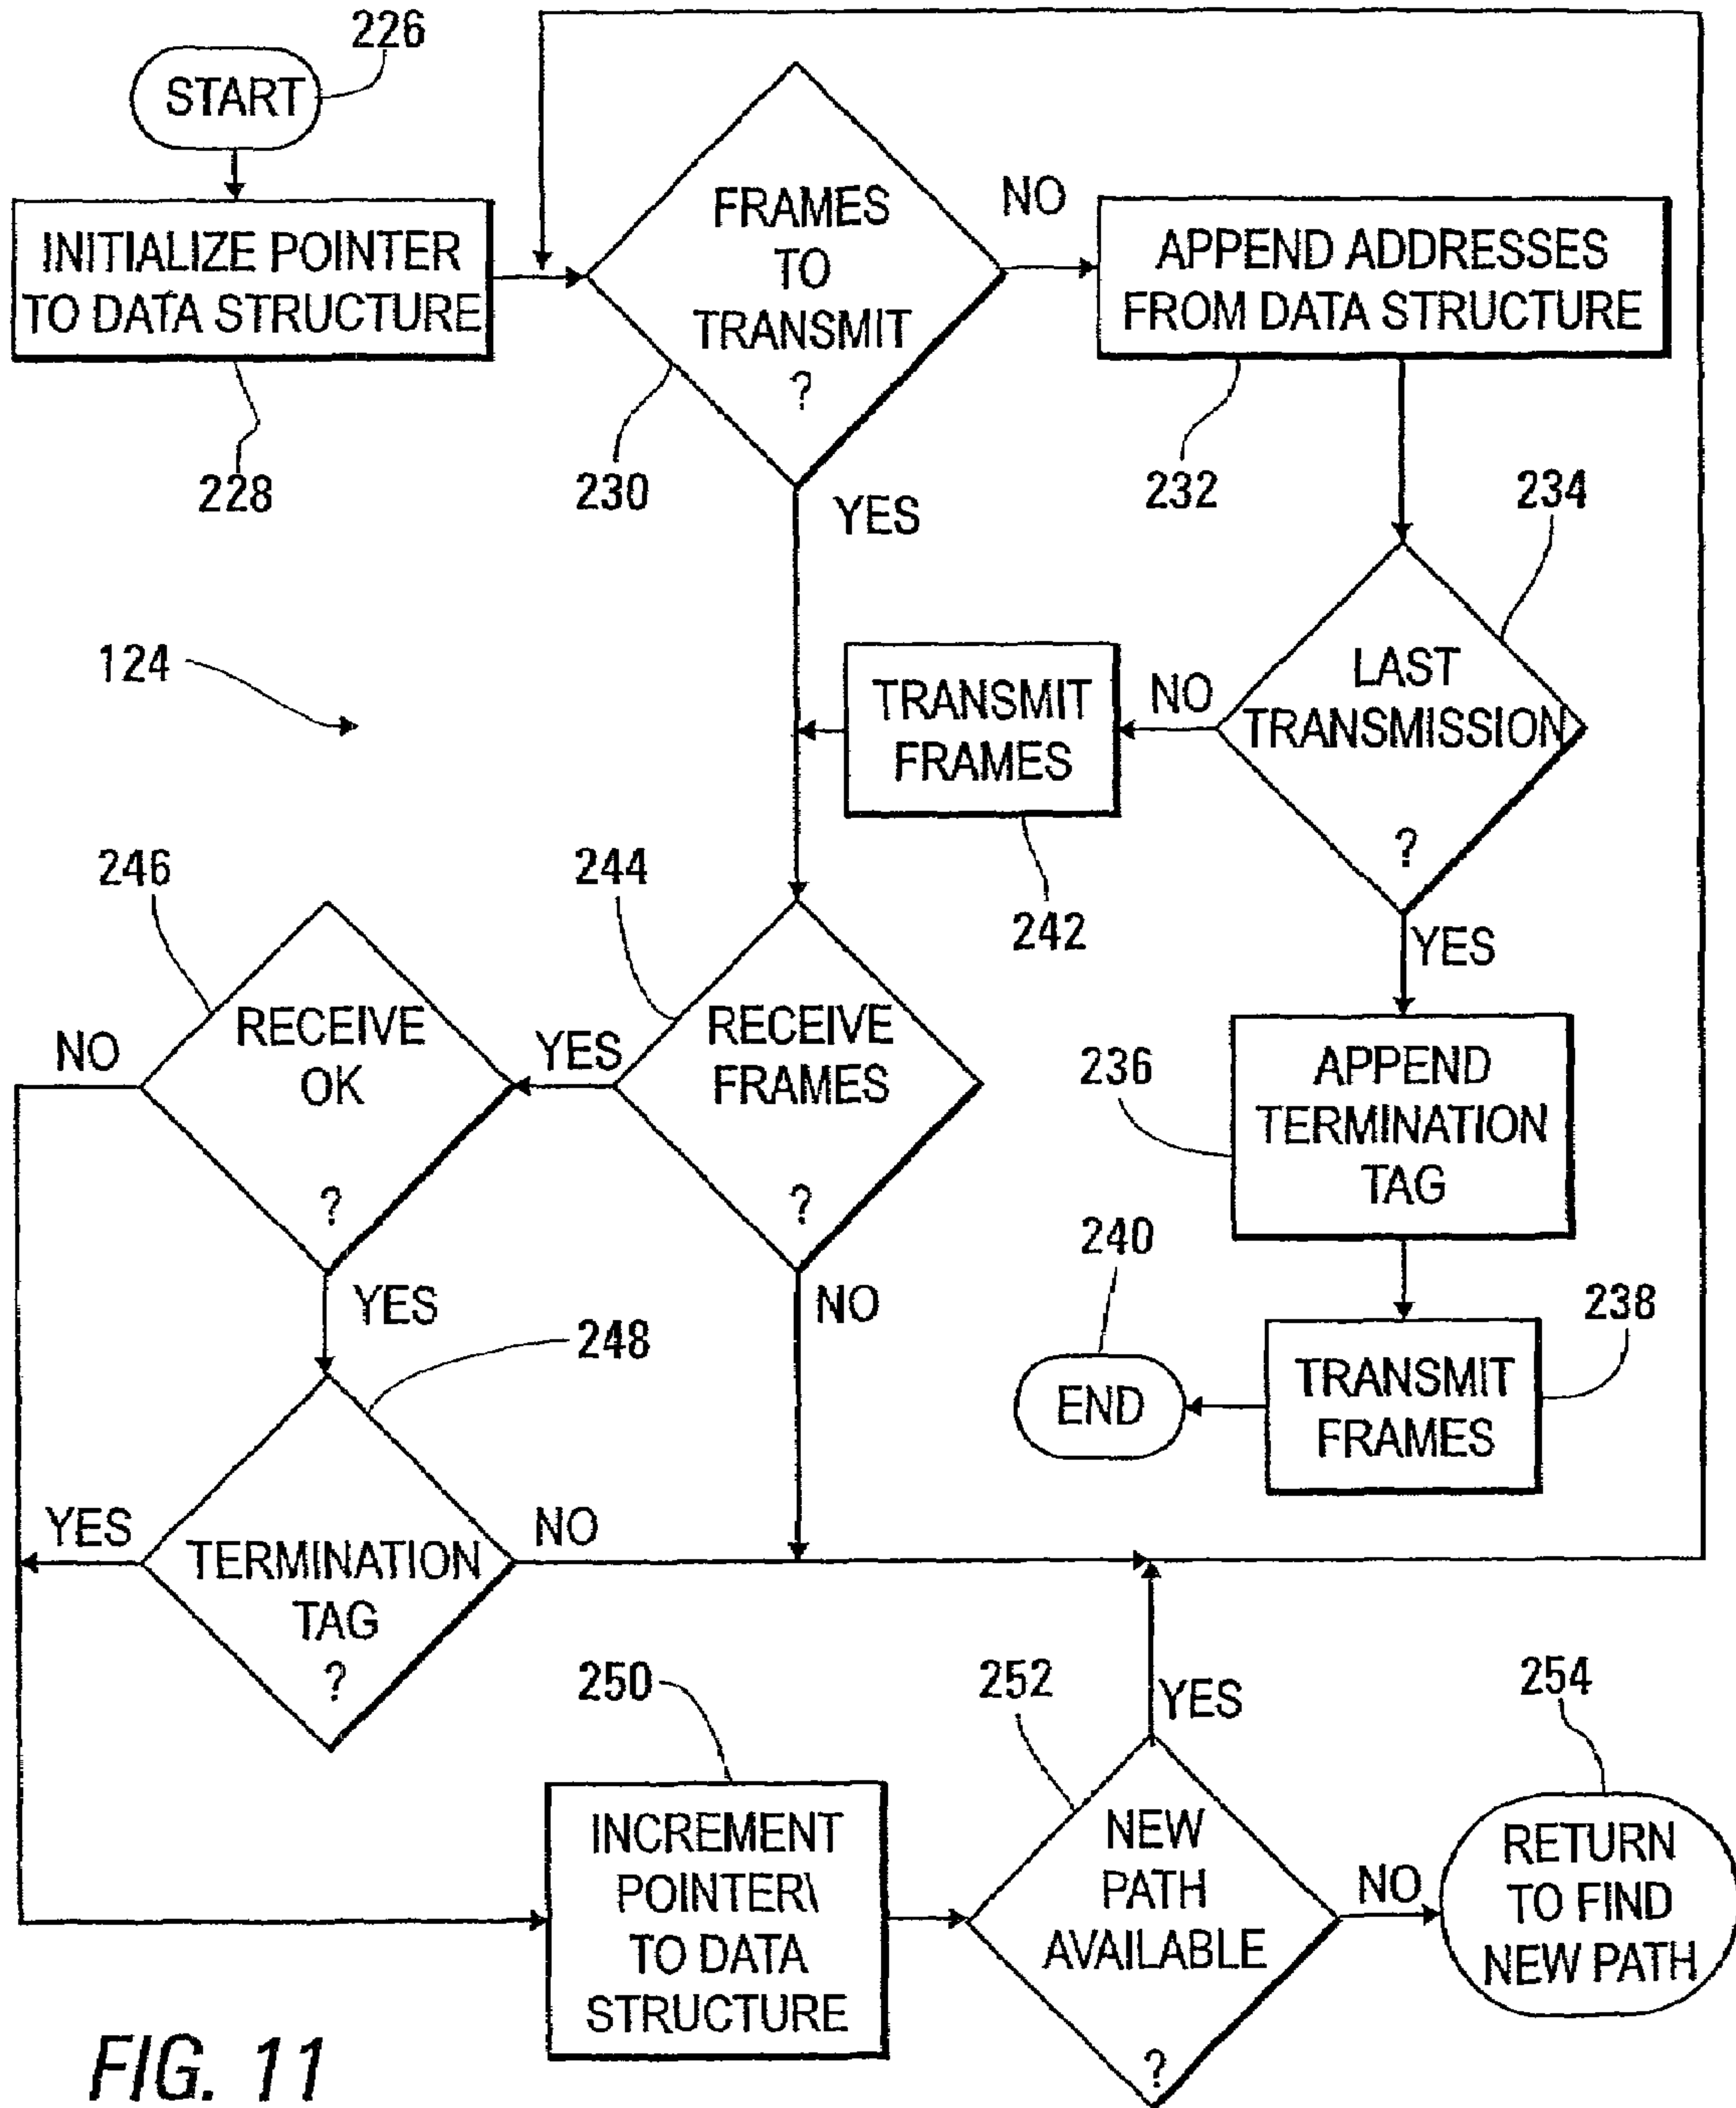 226
START
INITIALIZE POINTER
TO DATA STRUCTURE
228
FRAMES
TO
TRANSMIT
?
230
NO
YES
APPEND ADDRESSES
FROM DATA STRUCTURE
232
234
LAST
TRANSMISSION
?
NO
TRANSMIT
FRAMES
242
YES
124
246
RECEIVE
OK
?
NO
YES
244
RECEIVE
FRAMES
?
YES
NO
236
APPEND
TERMINATION
TAG
240
END
238
TRANSMIT
FRAMES
248
TERMINATION
TAG
?
YES
NO
250
INCREMENT
POINTER\
TO DATA
STRUCTURE
252
NEW
PATH
AVAILABLE
?
YES
NO
254
RETURN
TO FIND
NEW PATH
FIG. 11